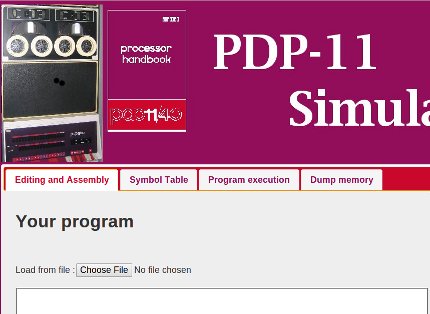 processor
handbook
pdp11/40
PDP-11
Simula
Editing and Assembly
Symbol Table
Program execution
Dump memory
Your program
Load from file : Choose File No file chosen